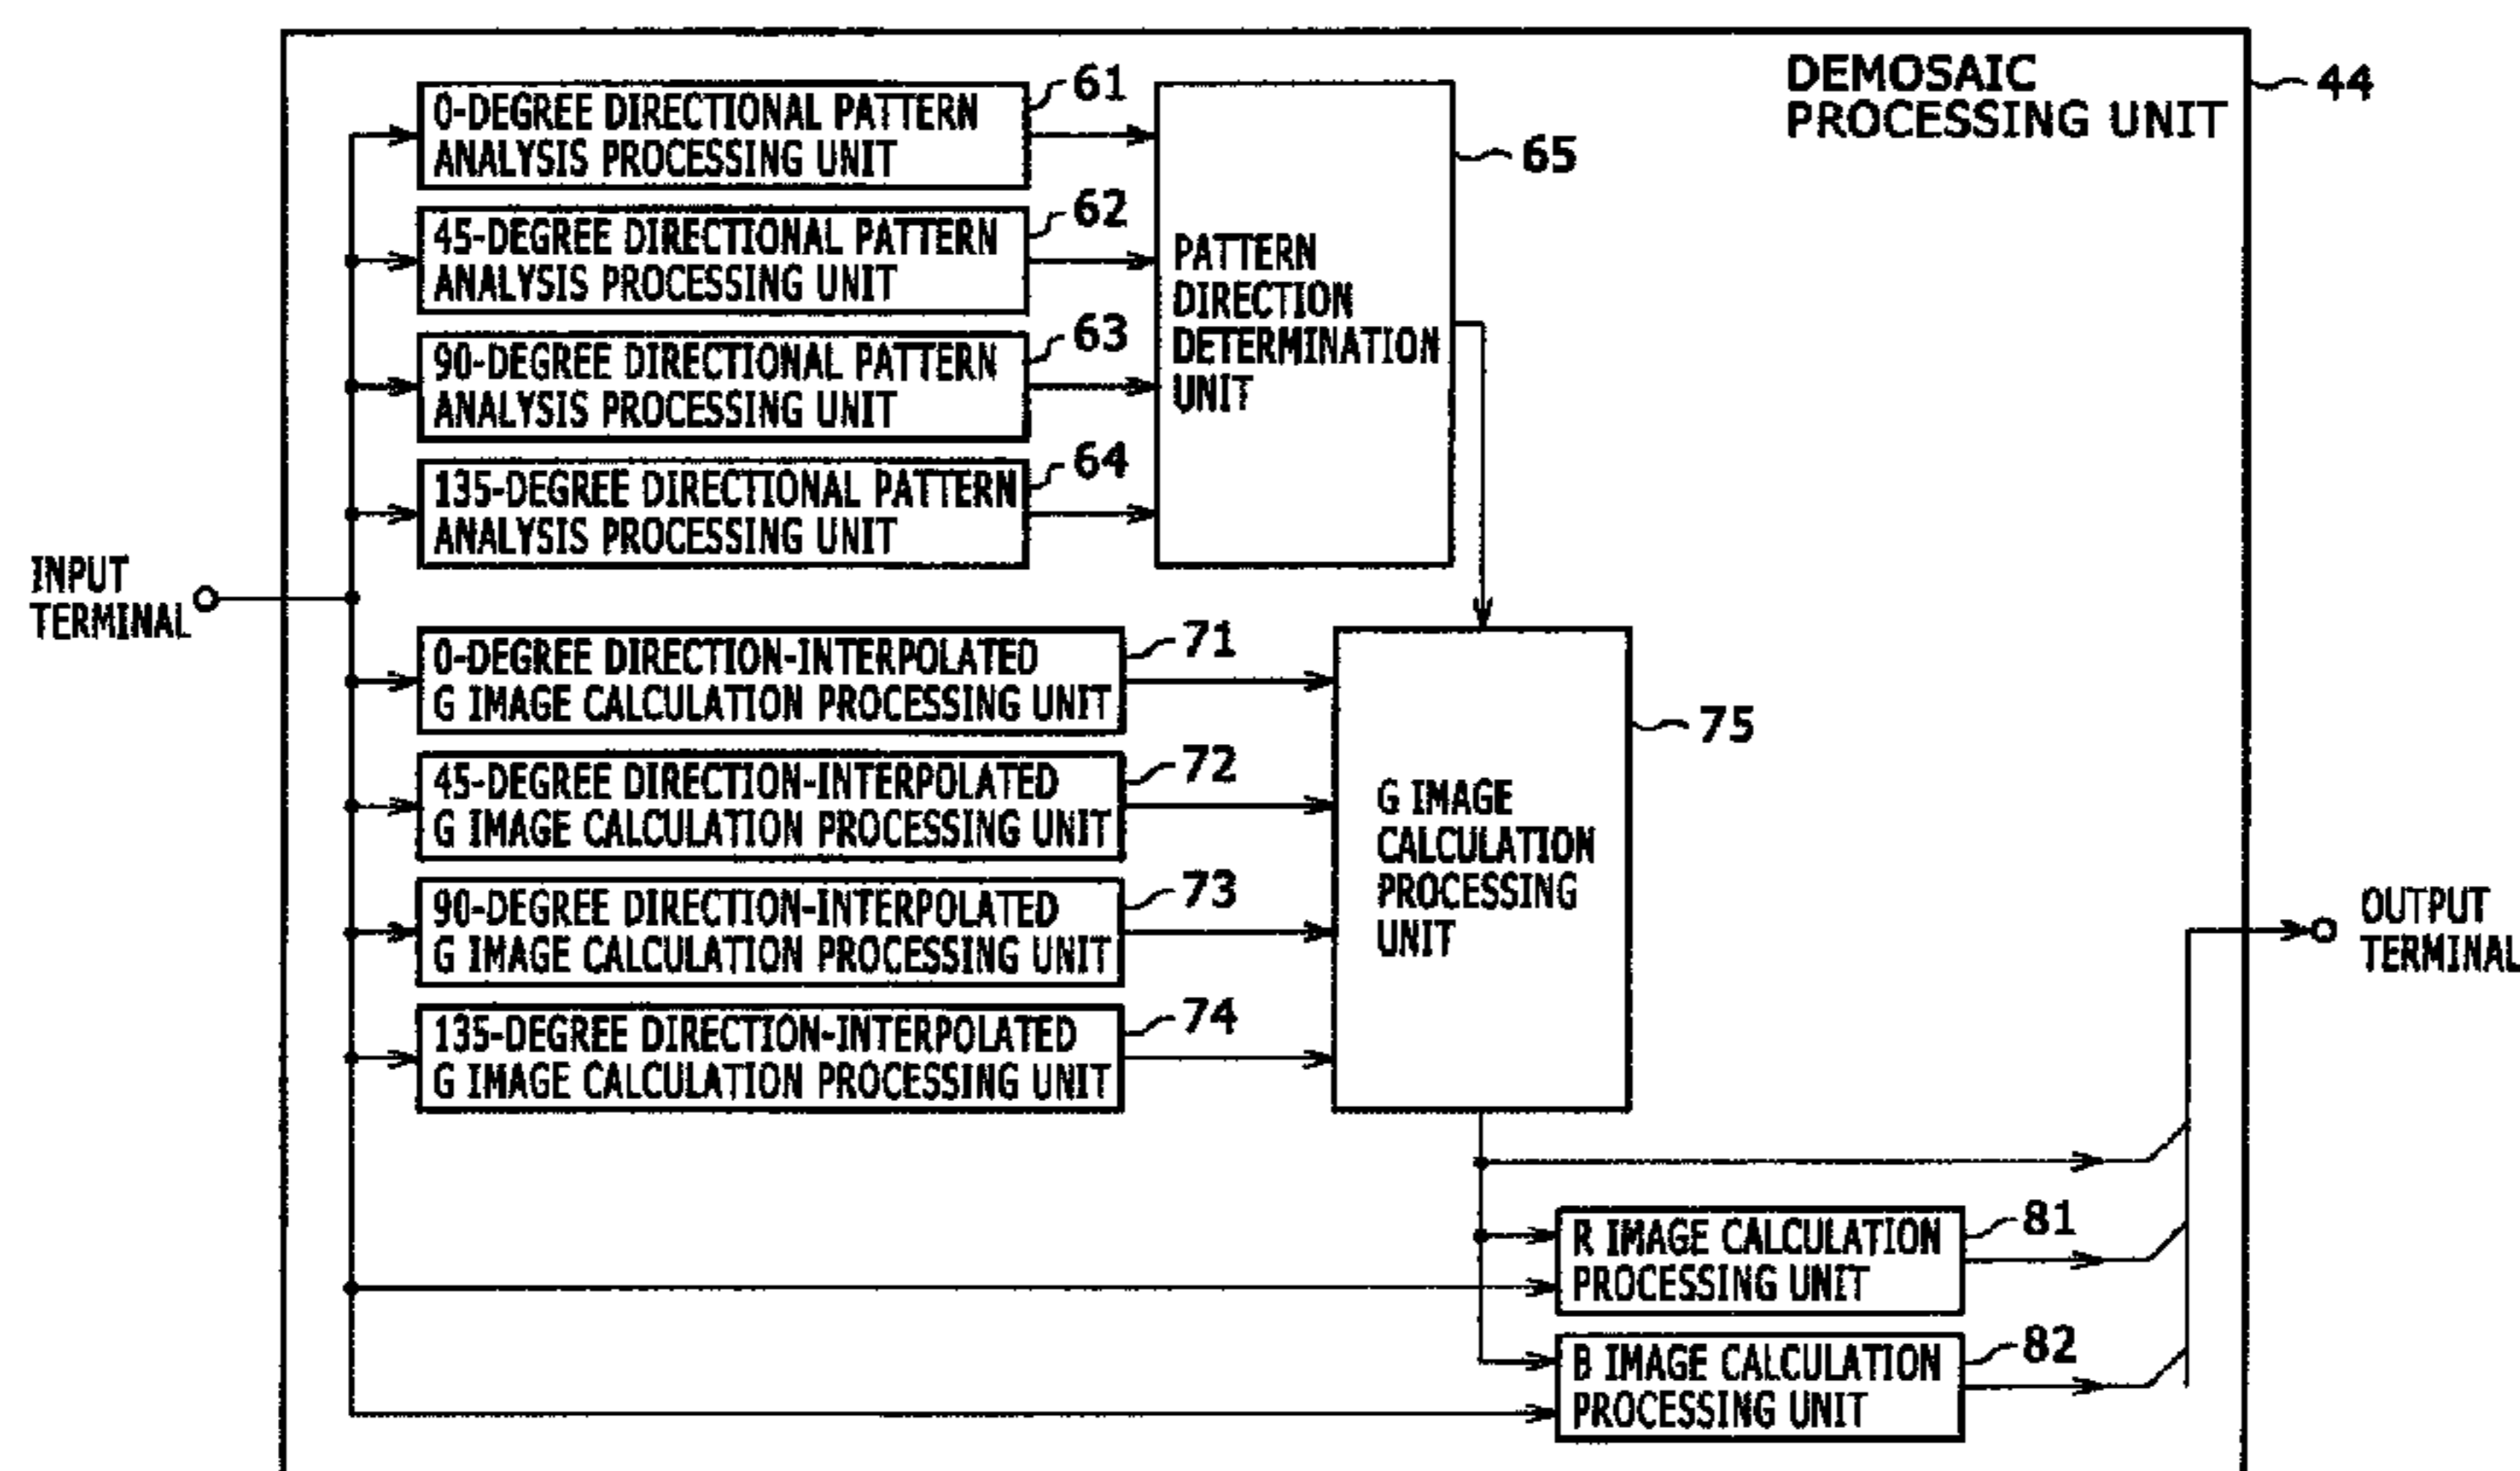 DEMOSAIC
PROCESSING UNIT
44
0-DEGREE DIRECTIONAL PATTERN
ANALYSIS PROCESSING UNIT
61
45-DEGREE DIRECTIONAL PATTERN
ANALYSIS PROCESSING UNIT
62
90-DEGREE DIRECTIONAL PATTERN
ANALYSIS PROCESSING UNIT
63
135-DEGREE DIRECTIONAL PATTERN
ANALYSIS PROCESSING UNIT
64
PATTERN
DIRECTION
DETERMINATION
UNIT
65
INPUT
TERMINAL
0-DEGREE DIRECTION-INTERPOLATED
G IMAGE CALCULATION PROCESSING UNIT
71
45-DEGREE DIRECTION-INTERPOLATED
G IMAGE CALCULATION PROCESSING UNIT
72
90-DEGREE DIRECTION-INTERPOLATED
G IMAGE CALCULATION PROCESSING UNIT
73
135-DEGREE DIRECTION-INTERPOLATED
G IMAGE CALCULATION PROCESSING UNIT
74
G IMAGE
CALCULATION
PROCESSING
UNIT
75
OUTPUT
TERMINAL
R IMAGE CALCULATION
PROCESSING UNIT
81
B IMAGE CALCULATION
PROCESSING UNIT
82